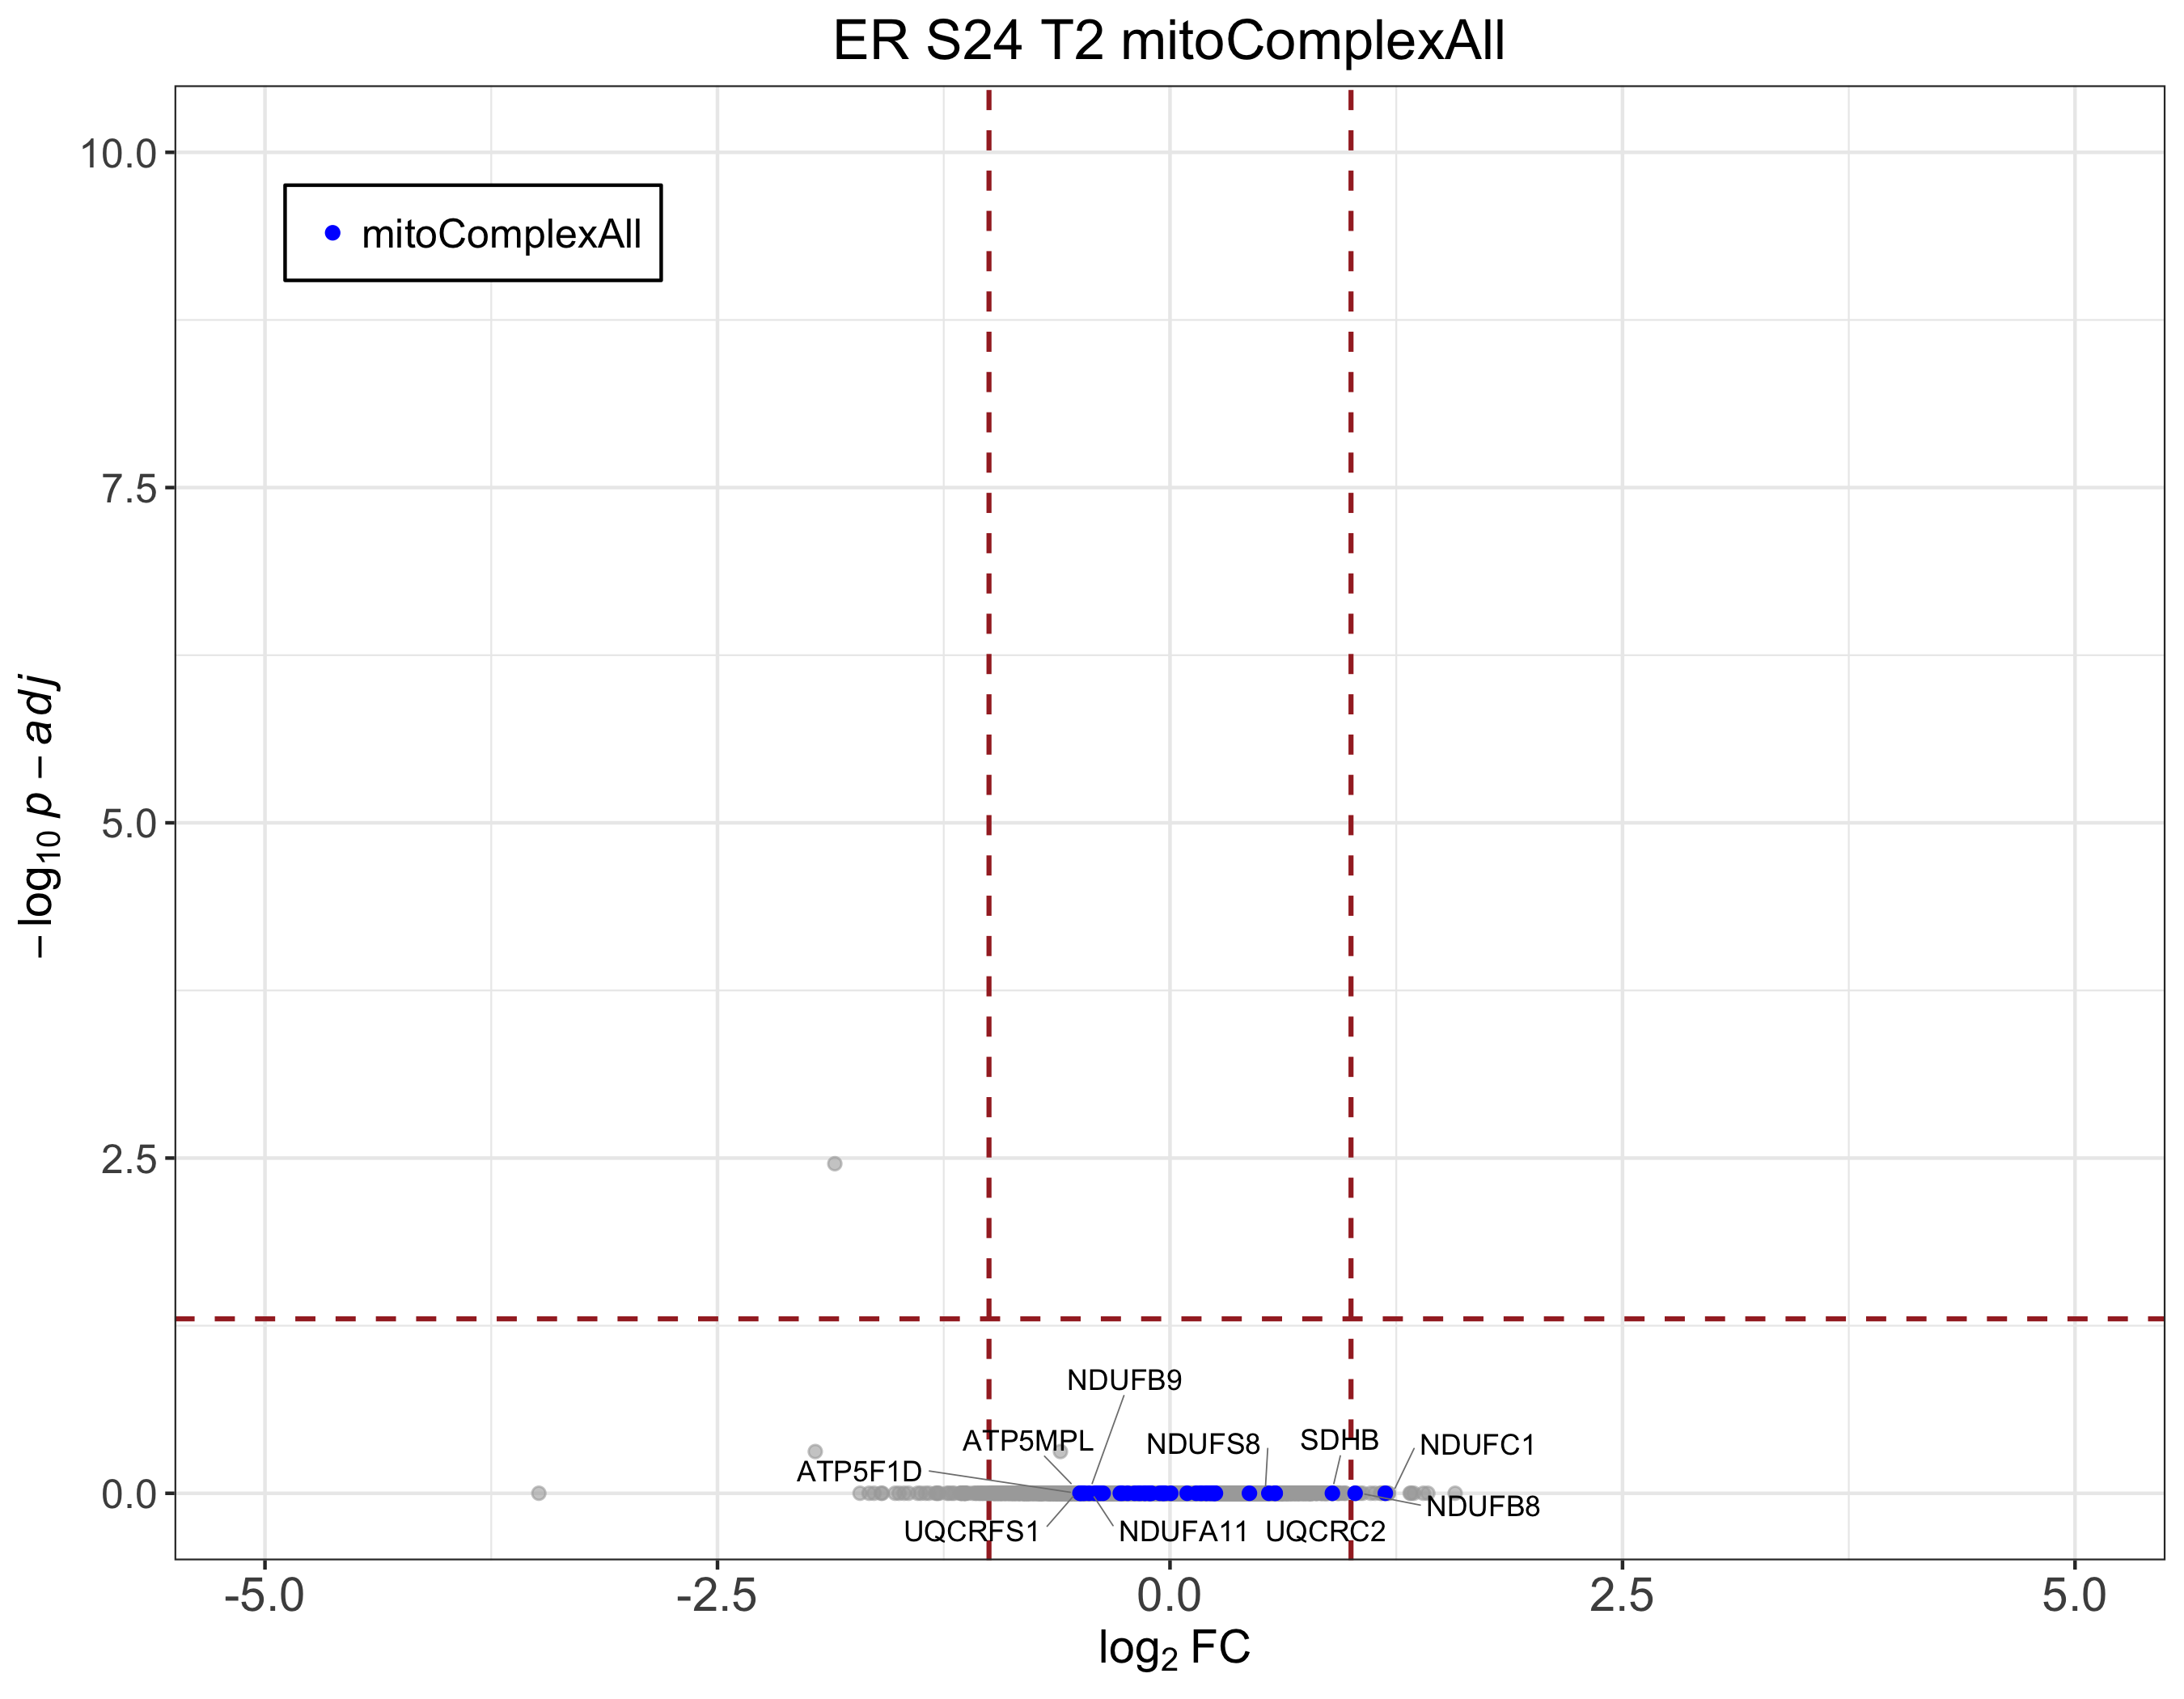 ER S24 T2 mitoComplexAll
10.0
mitoComplexAll
7.5
5.0
2.5
0.0
−log10 p − adj
NDUFB9
ATP5MPL
NDUFS8
SDHB
NDUFC1
ATP5F1D
NDUFB8
UQCRFS1
NDUFA11
UQCRC2
-5.0
-2.5
0.0
2.5
5.0
log2 FC